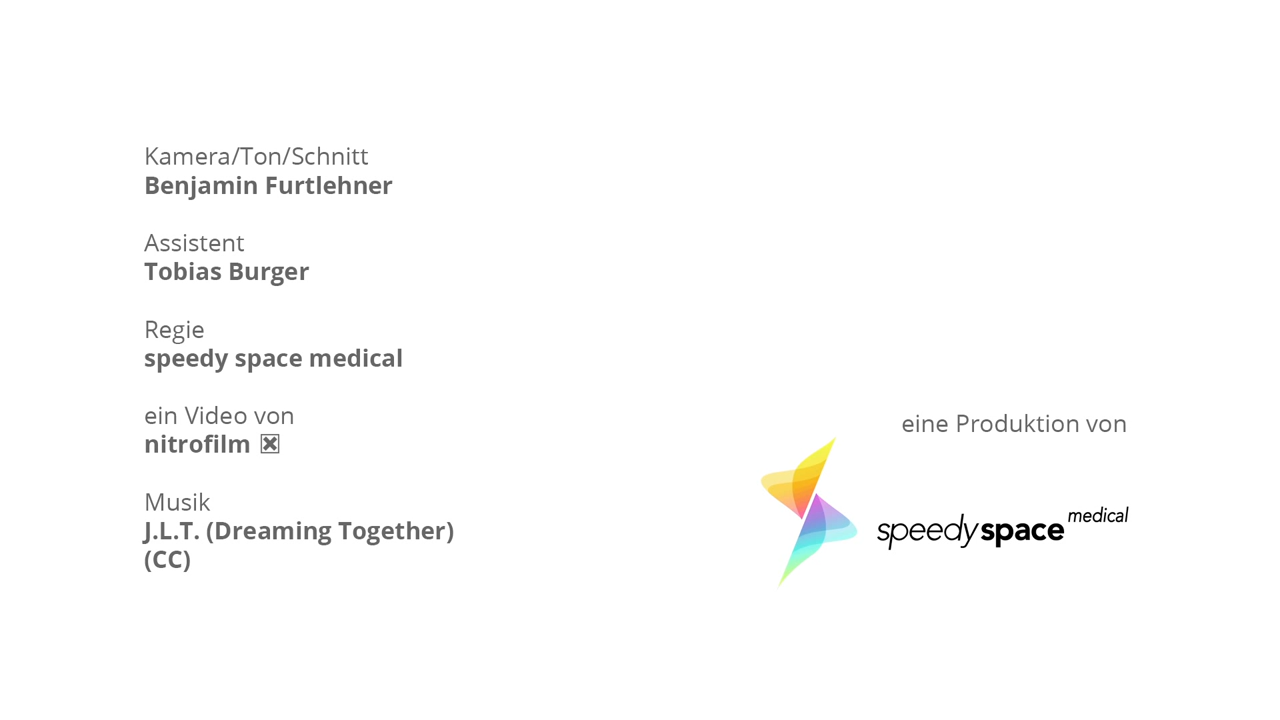 Kamera/Ton/Schnitt
Benjamin Furtlehner
Assistent
Tobias Burger
Regie
speedy space medical
ein Video von
nitrofilm
Musik
J.L.T. (Dreaming Together)
(CC)
eine Produktion von
speedyspace medical